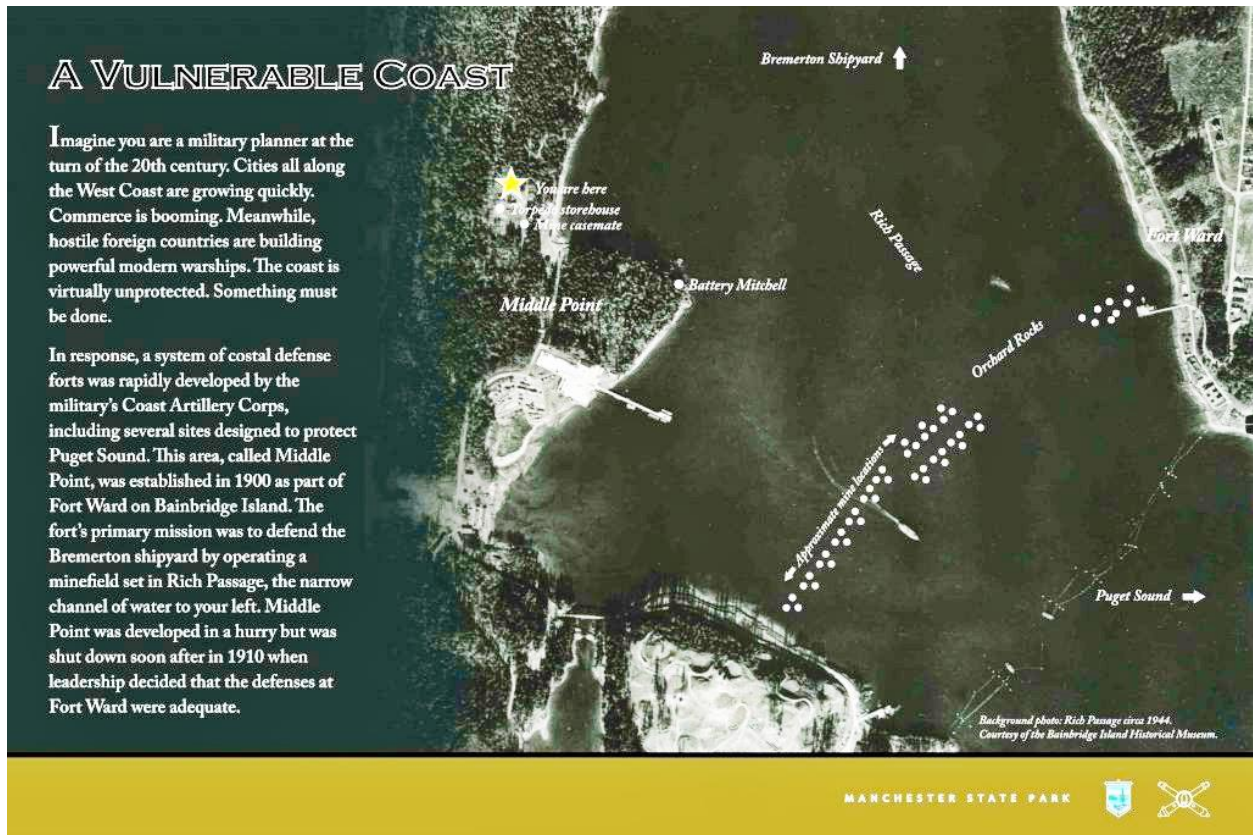 A VULNERABLE COAST
Imagine you are a military planner at the
turn of the 20th century. Cities all along
the West Coast are growing quickly.
Commerce is booming. Meanwhile,
hostile foreign countries are building
powerful modern warships. The coast is
virtually unprotected. Something must
be done.
In response, a system of costal defense
forts was rapidly developed by the
military's Coast Artillery Corps,
including several sites designed to protect
Puget Sound. This area, called Middle
Point, was established in 1900 as part of
Fort Ward on Bainbridge Island. The
fort's primary mission was to defend the
Bremerton shipyard by operating a
minefield set in Rich Passage, the narrow
channel of water to your left. Middle
Point was developed in a hurry but was
shut down soon after in 1910 when
leadership decided that the defenses at
Fort Ward were adequate.
Bremerton Shipyard
You are here
Torpedo storehouse
Mine casemate
Rich Passage
Fort Ward
Battery Mitchell
Middle Point
Orchard Rocks
Approximate mine locations
Puget Sound
Background photo: Rich Passage circa 1944.
Courtesy of the Bainbridge Island Historical Museum.
MANCHESTER STATE PARK